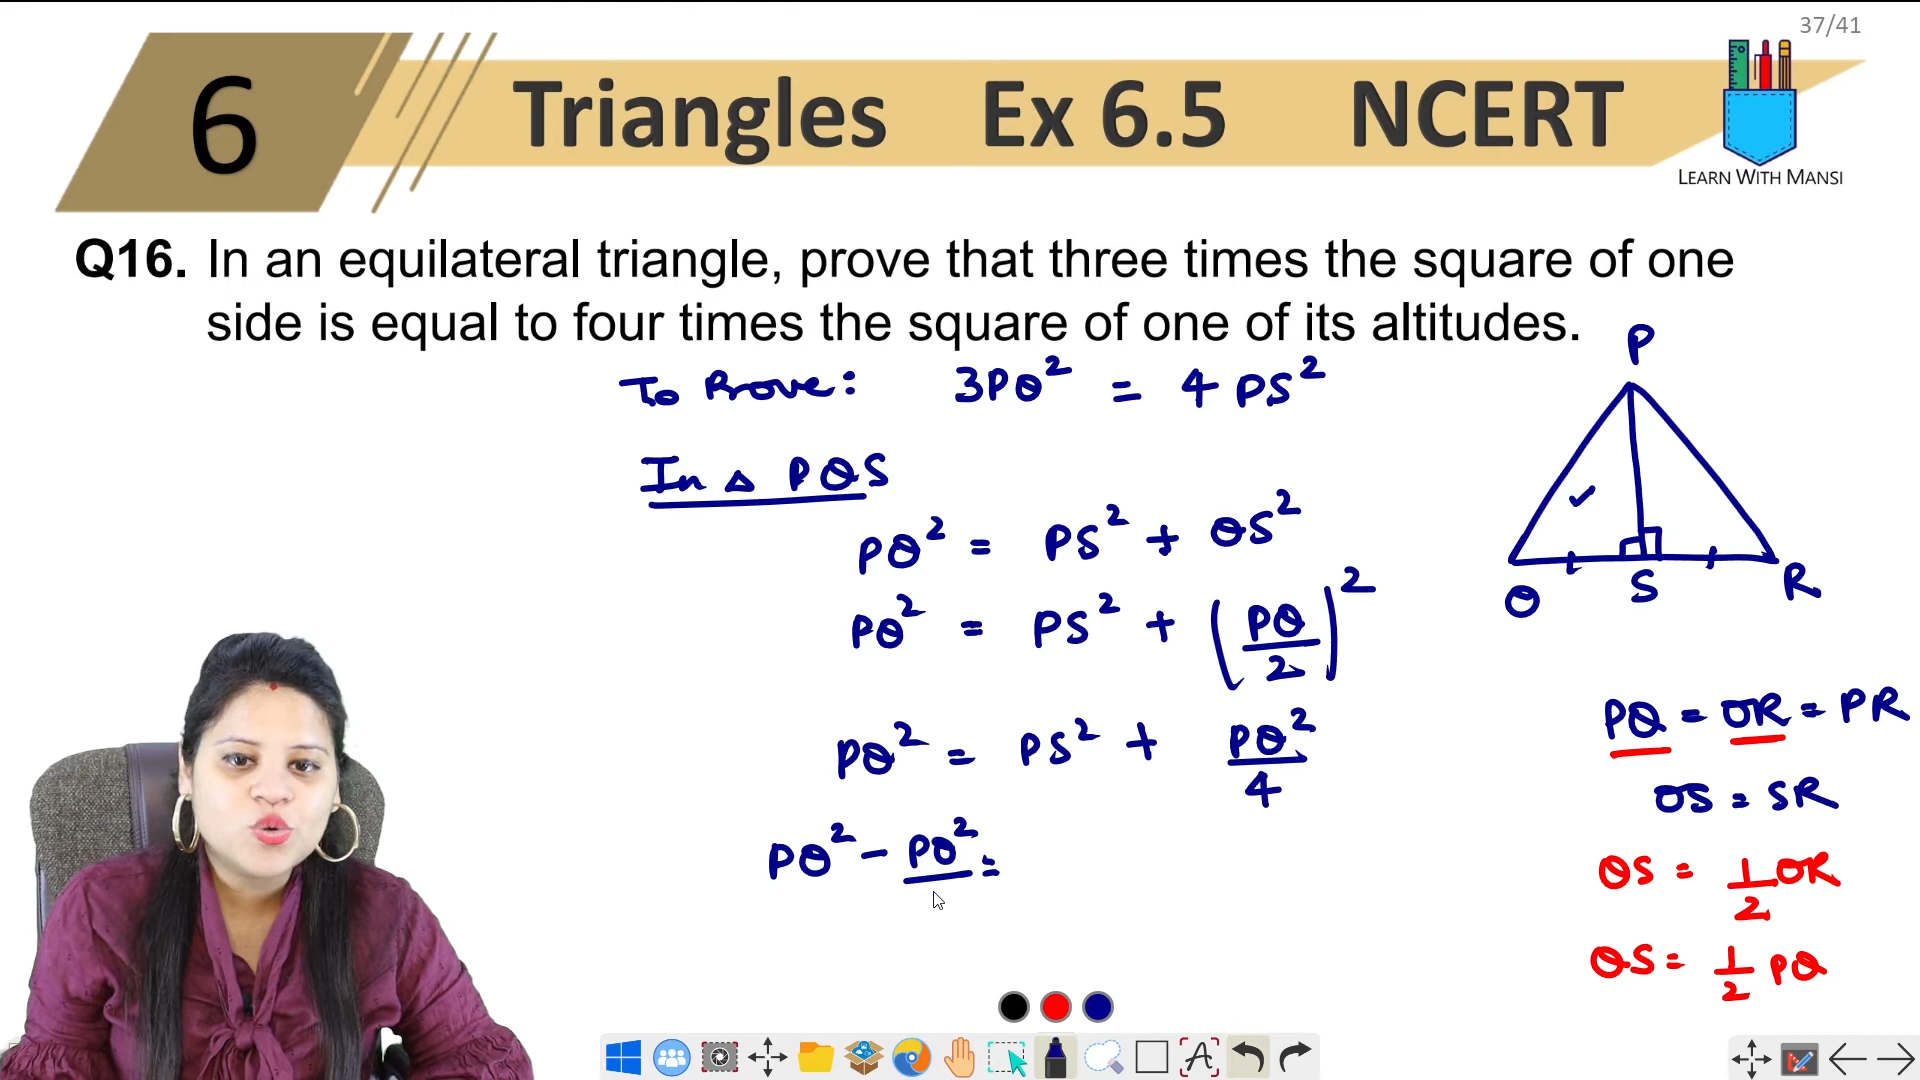 37/41
6 Triangles Ex 6.5 NCERT
LEARN WITH MANSI
Q16. In an equilateral triangle, prove that three times the square of one
side is equal to four times the square of one of its altitudes.
P
To Prove: 3PQ² = 4PS²
In △ PQS
PQ² = PS² + QS²
Q S R
PQ² = PS² + (PQ/2)²
PQ = QR = PR
PQ² = PS² + PQ²/4
QS = SR
PQ² - PQ² =
QS = 1/2 QR
QS = 1/2 PQ